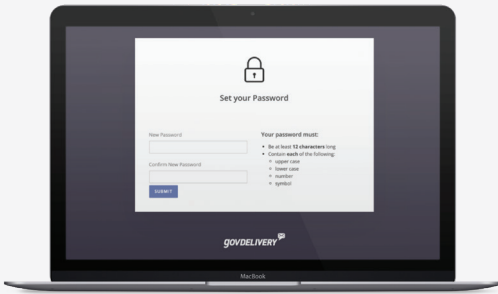 Set your Password
New Password
Confirm New Password
SUBMIT
Your password must:
Be at least 12 characters long
Contain each of the following:
upper case
lower case
number
symbol
GOVDELIVERY
MacBook